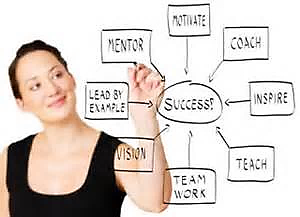 MOTIVATE
MENTOR
COACH
LEAD BY
EXAMPLE
SUCCESS!
INSPIRE
VISION
TEACH
TEAM
WORK